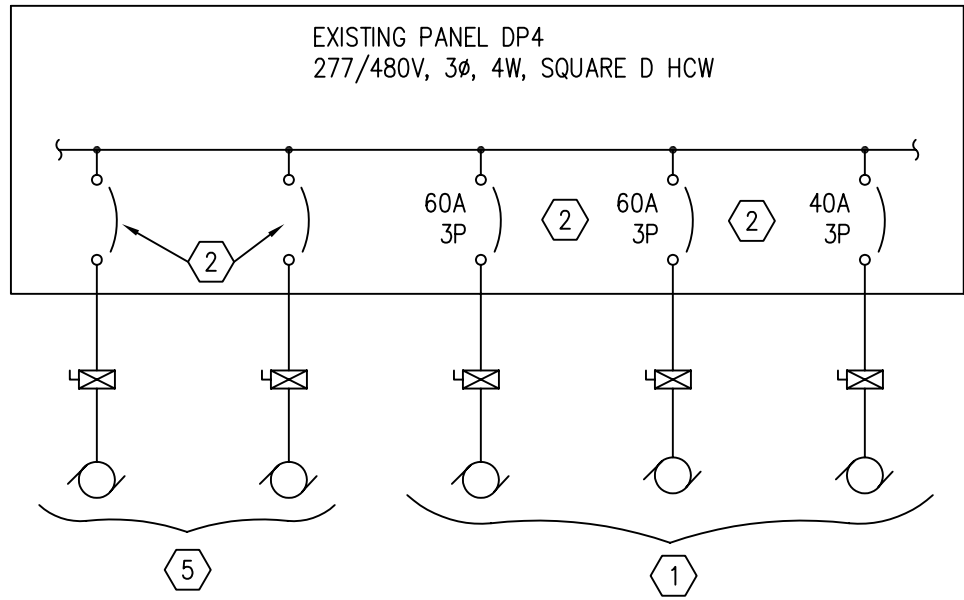 EXISTING PANEL DP4
277/480V, 3ø, 4W, SQUARE D HCW
60A
3P
2
60A
3P
2
40A
3P
2
5
1